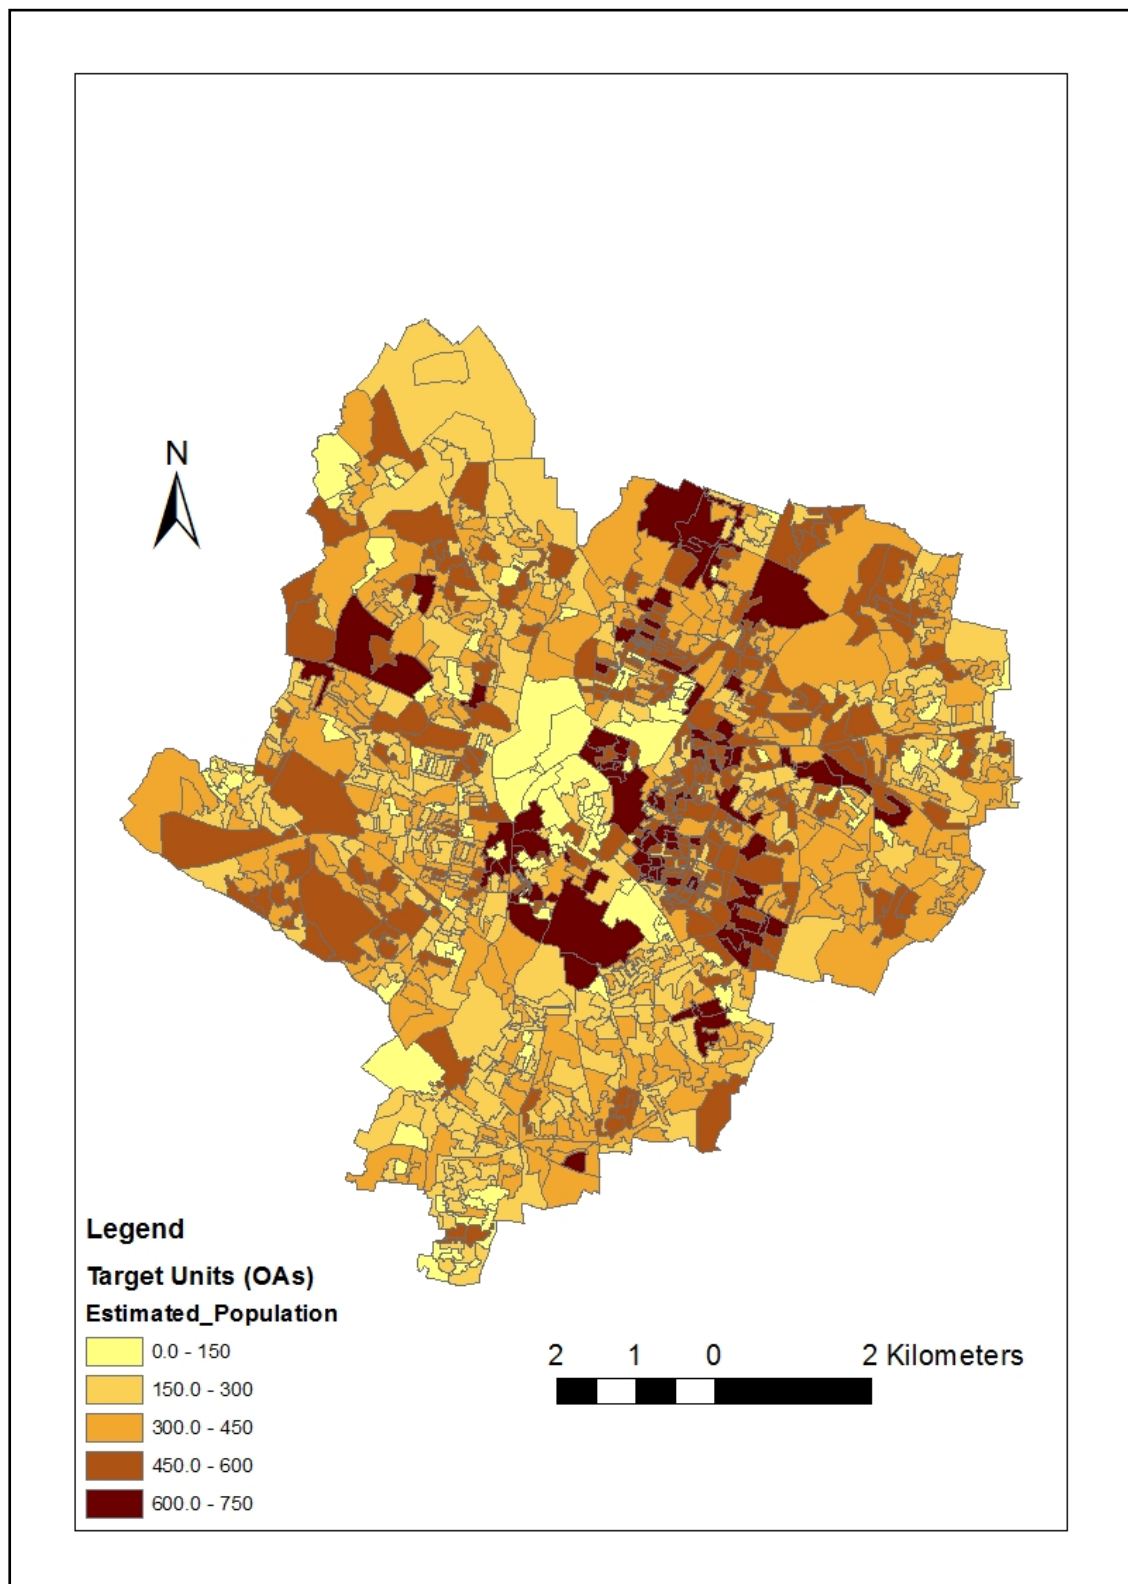 N
Legend
Target Units (OAs)
Estimated_Population
0.0 - 150
150.0 - 300
300.0 - 450
450.0 - 600
600.0 - 750
2 1 0 2 Kilometers